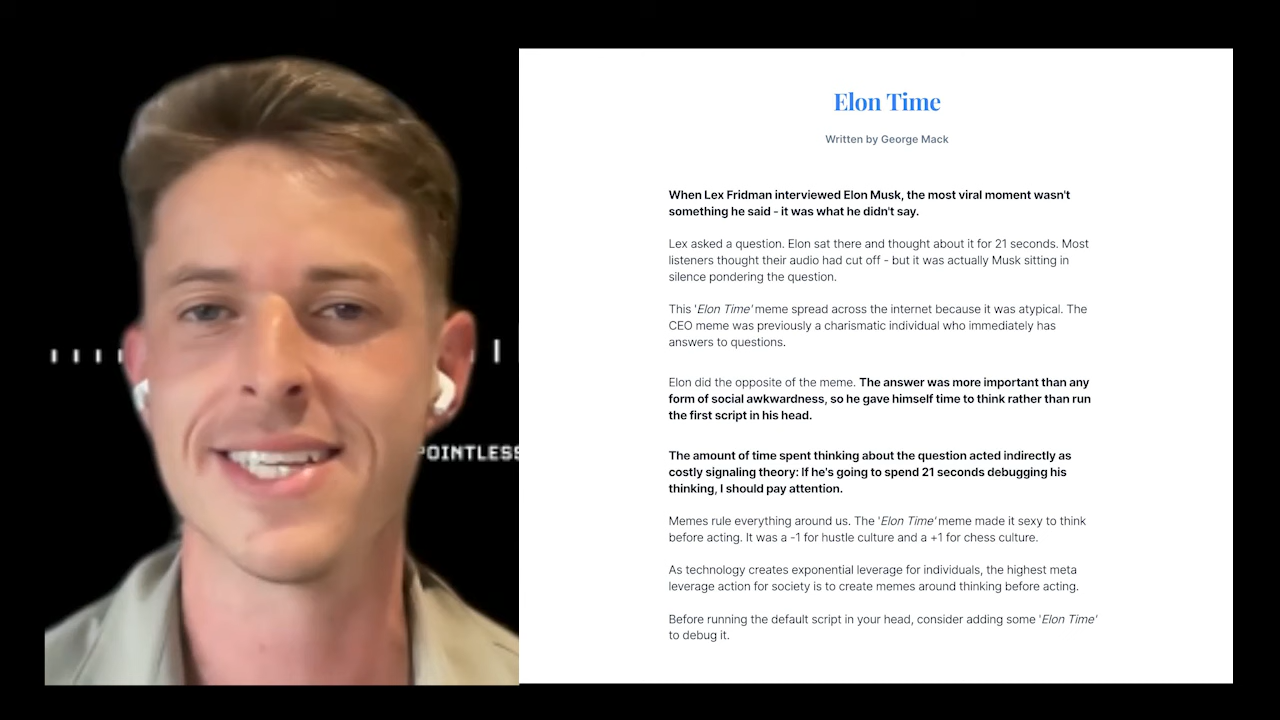 Elon Time
Written by George Mack
When Lex Fridman interviewed Elon Musk, the most viral moment wasn't
something he said - it was what he didn't say.
Lex asked a question. Elon sat there and thought about it for 21 seconds. Most
listeners thought their audio had cut off - but it was actually Musk sitting in
silence pondering the question.
This 'Elon Time' meme spread across the internet because it was atypical. The
CEO meme was previously a charismatic individual who immediately has
answers to questions.
Elon did the opposite of the meme. The answer was more important than any
form of social awkwardness, so he gave himself time to think rather than run
the first script in his head.
The amount of time spent thinking about the question acted indirectly as
costly signaling theory: If he's going to spend 21 seconds debugging his
thinking, I should pay attention.
Memes rule everything around us. The 'Elon Time' meme made it sexy to think
before acting. It was a -1 for hustle culture and a +1 for chess culture.
As technology creates exponential leverage for individuals, the highest meta
leverage action for society is to create memes around thinking before acting.
Before running the default script in your head, consider adding some 'Elon Time'
to debug it.
POINTLESS